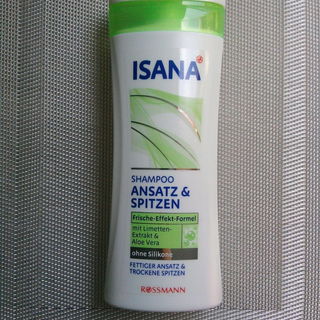 ISANA
SHAMPOO
ANSATZ &
SPITZEN
Frische-Effekt-Formel
mit Limetten-
Extrakt &
Aloe Vera
ohne Silikone
FETTIGER ANSATZ &
TROCKENE SPITZEN
ROSSMANN